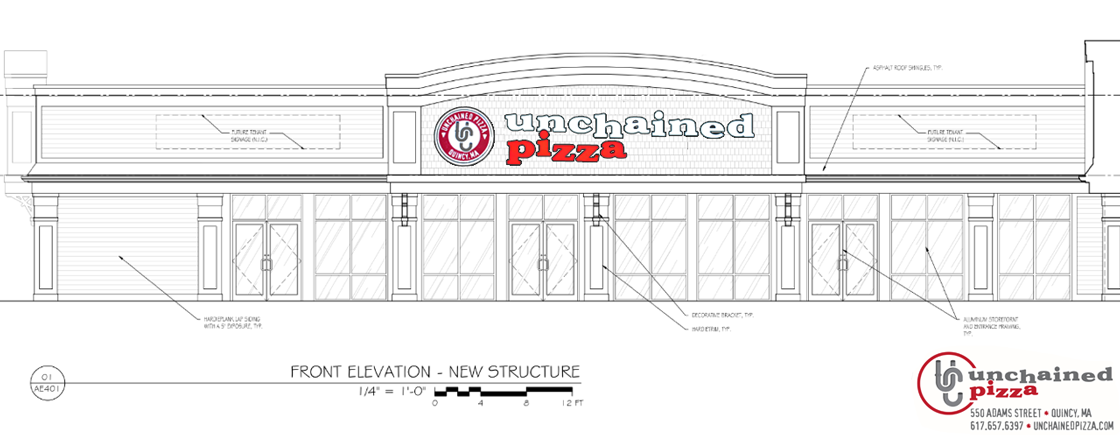 ASPHALT ROOF SHINGLES, TYP.
UNCHAINED PIZZA
QUINCY, MA
unchained
pizza
FUTURE TENANT
SIGNAGE (N.I.C.)
FUTURE TENANT
SIGNAGE (N.I.C.)
HARDIEPLANK LAP SIDING
WITH 4.5" EXPOSURE, TYP.
DECORATIVE BRACKET, TYP.
HARDIETRIM, TYP.
ALUMINUM STOREFRONT
AND ENTRANCE FRAMING,
TYP.
01
AE401
FRONT ELEVATION - NEW STRUCTURE
1/4" = 1'-0"
0 4 8 12 FT
unchained
pizza
550 ADAMS STREET • QUINCY, MA
617.657.6397 • UNCHAINEDPIZZA.COM